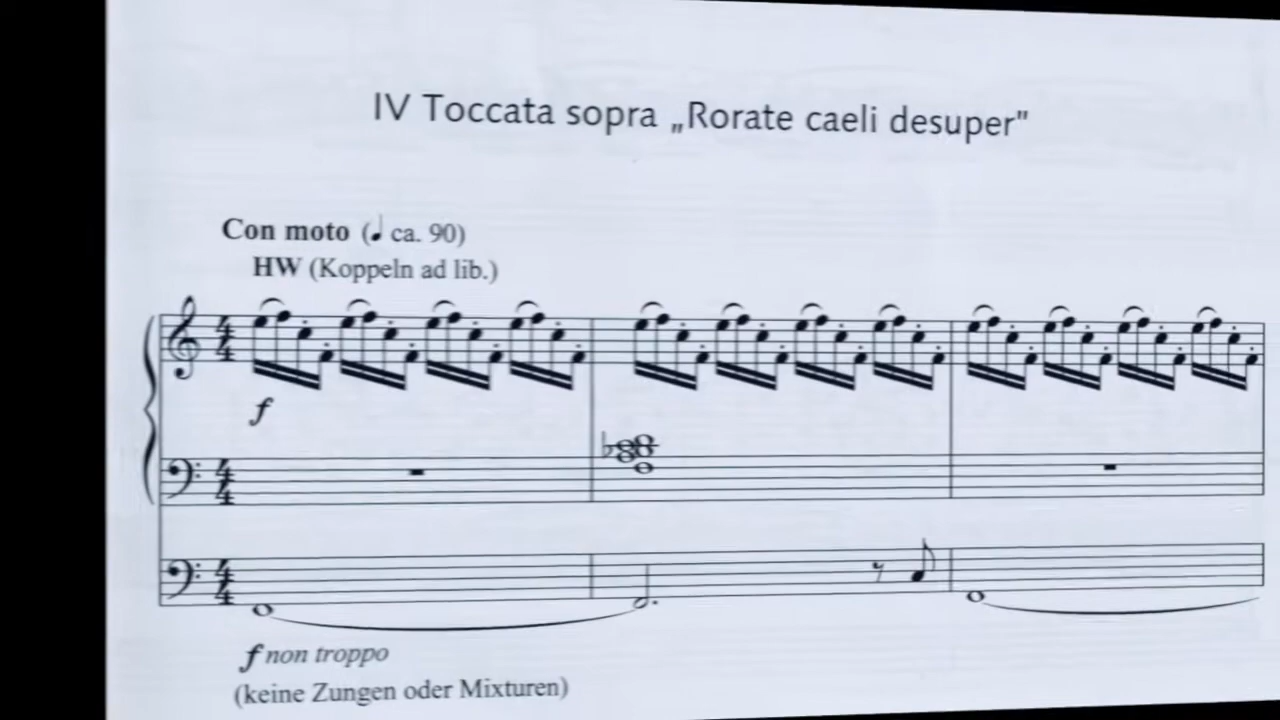 IV Toccata sopra „Rorate caeli desuper"
Con moto (♩ ca. 90)
HW (Koppeln ad lib.)
f
f non troppo
(keine Zungen oder Mixturen)